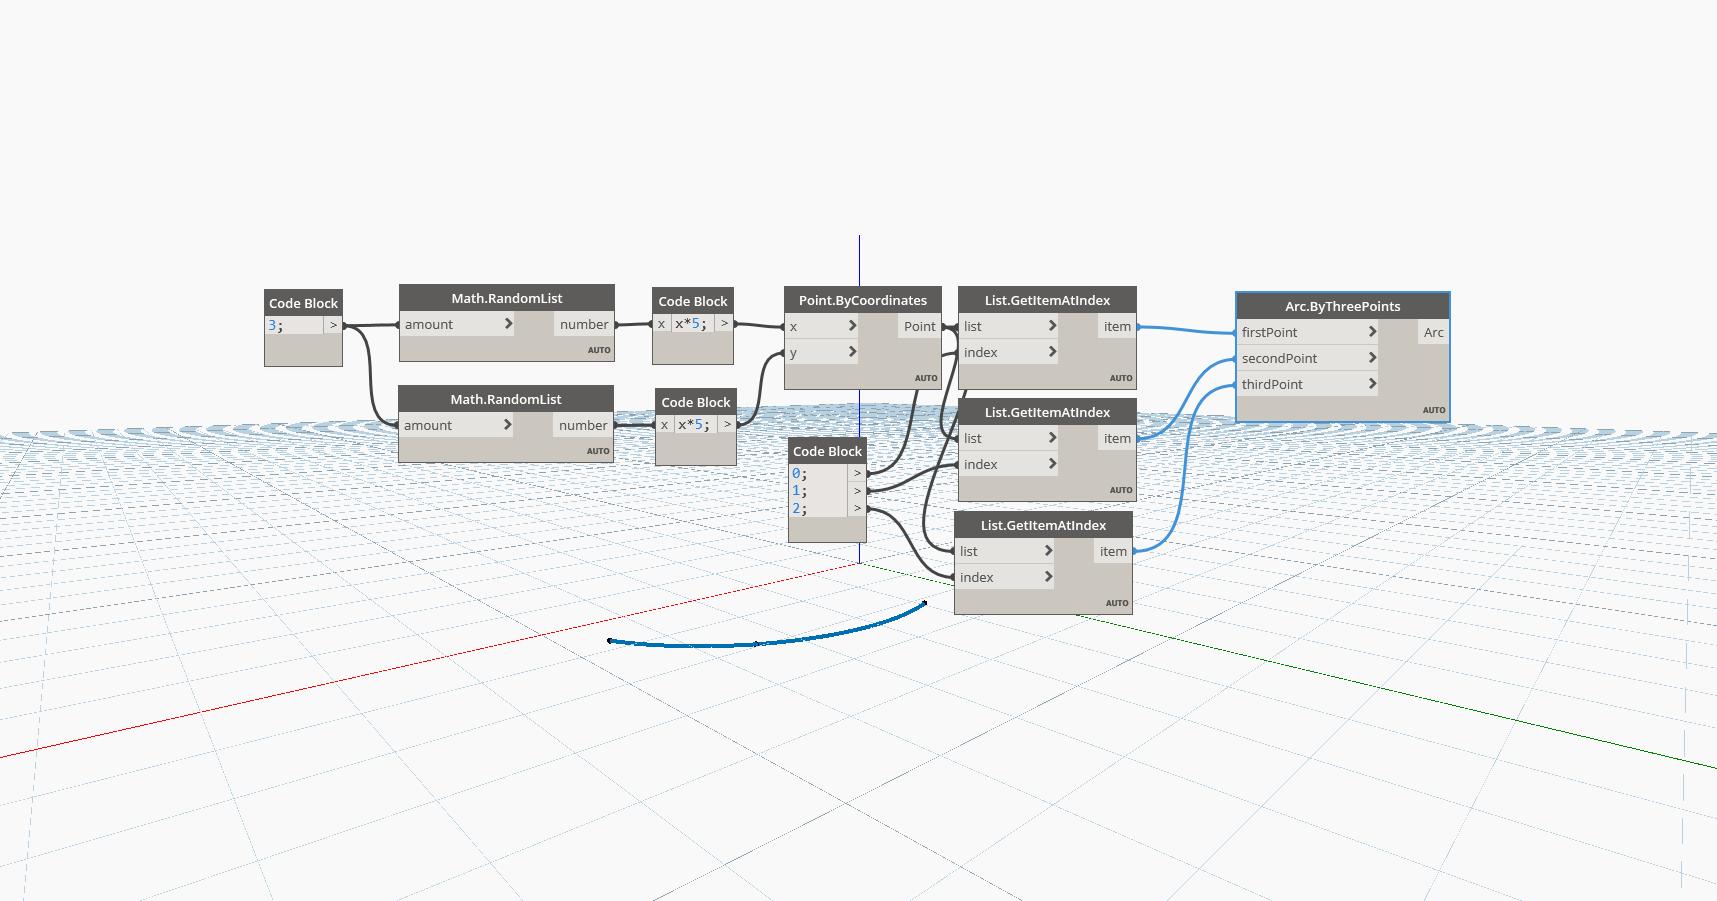 Code Block
3; >
Math.RandomList
amount > number
AUTO
Math.RandomList
amount > number
AUTO
Code Block
x x*5; >
Code Block
x x*5; >
Point.ByCoordinates
x > Point
y >
AUTO
Code Block
0; >
1; >
2; >
List.GetItemAtIndex
list > item
index >
AUTO
List.GetItemAtIndex
list > item
index >
AUTO
List.GetItemAtIndex
list > item
index >
AUTO
Arc.ByThreePoints
firstPoint > Arc
secondPoint >
thirdPoint >
AUTO